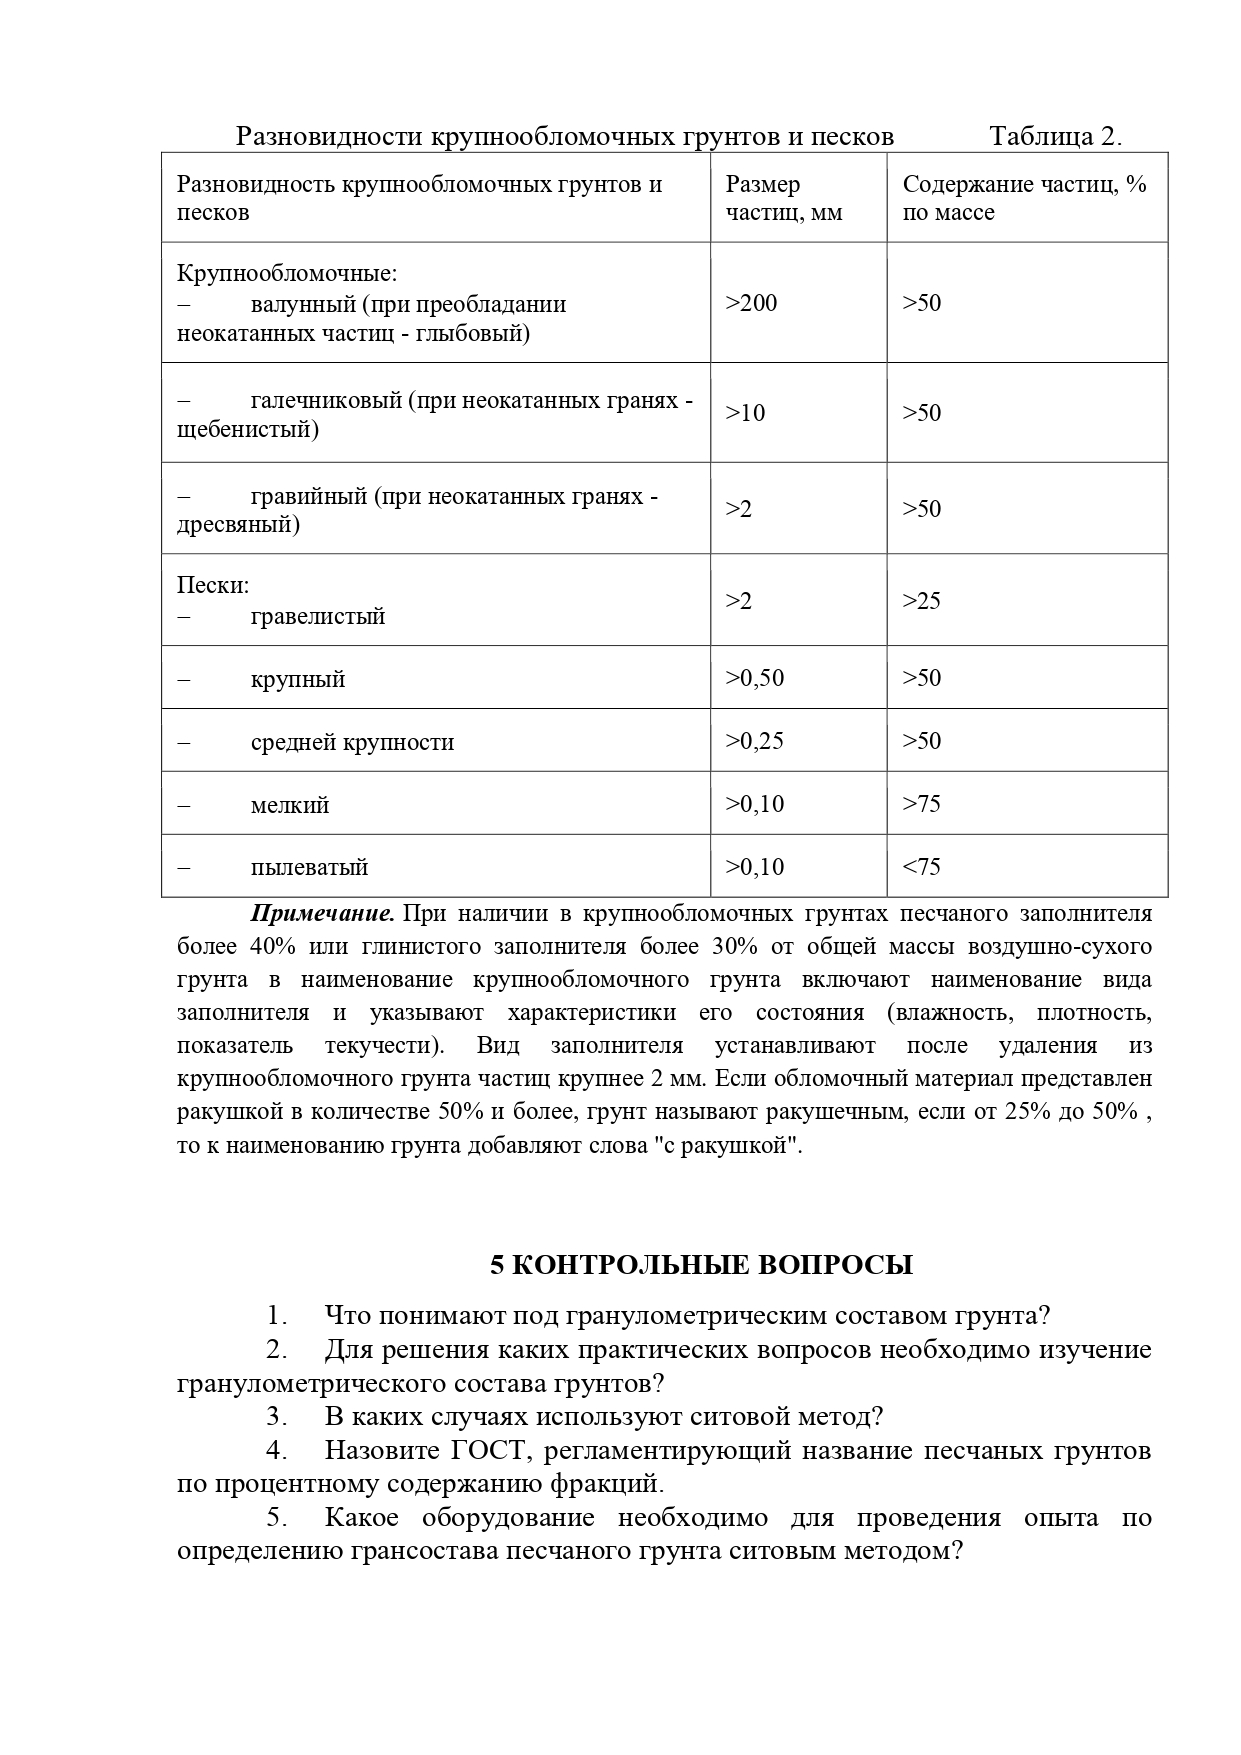 Разновидности крупнообломочных грунтов и песков Таблица 2.
Разновидность крупнообломочных грунтов и
песков
Размер
частиц, мм
Содержание частиц, %
по массе
Крупнообломочные:
– валунный (при преобладании
неокатанных частиц - глыбовый)
>200
>50
– галечниковый (при неокатанных гранях -
щебенистый)
>10
>50
– гравийный (при неокатанных гранях -
дресвяный)
>2
>50
Пески:
– гравелистый
>2
>25
– крупный
>0,50
>50
– средней крупности
>0,25
>50
– мелкий
>0,10
>75
– пылеватый
>0,10
<75
Примечание. При наличии в крупнообломочных грунтах песчаного заполнителя
более 40% или глинистого заполнителя более 30% от общей массы воздушно-сухого
грунта в наименование крупнообломочного грунта включают наименование вида
заполнителя и указывают характеристики его состояния (влажность, плотность,
показатель текучести). Вид заполнителя устанавливают после удаления из
крупнообломочного грунта частиц крупнее 2 мм. Если обломочный материал представлен
ракушкой в количестве 50% и более, грунт называют ракушечным, если от 25% до 50% ,
то к наименованию грунта добавляют слова "с ракушкой".
5 КОНТРОЛЬНЫЕ ВОПРОСЫ
1. Что понимают под гранулометрическим составом грунта?
2. Для решения каких практических вопросов необходимо изучение
гранулометрического состава грунтов?
3. В каких случаях используют ситовой метод?
4. Назовите ГОСТ, регламентирующий название песчаных грунтов
по процентному содержанию фракций.
5. Какое оборудование необходимо для проведения опыта по
определению грансостава песчаного грунта ситовым методом?